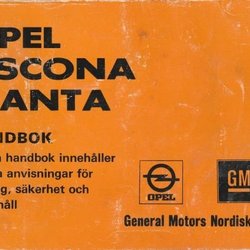 PEL
SCONA
ANTA
NDBOK
handbok innehåller
a anvisningar för
g, säkerhet och
håll
OPEL
GM
General Motors Nordisk